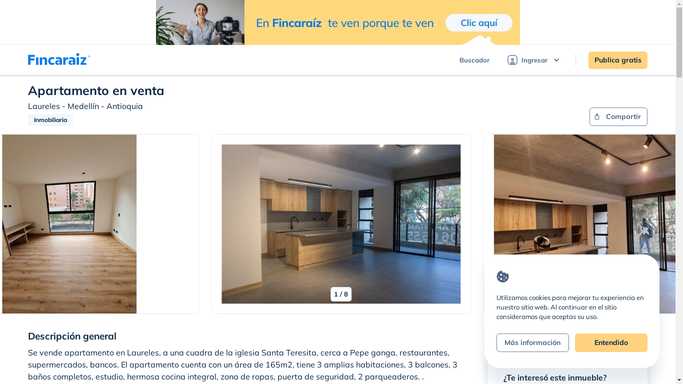 En Fincaraíz te ven porque te ven
Clic aquí
Fincaraíz
Buscador
Ingresar
Publica gratis
Apartamento en venta
Laureles - Medellín - Antioquia
Inmobiliaria
Compartir
1 / 8
Utilizamos cookies para mejorar tu experiencia en
nuestro sitio web. Al continuar en el sitio
consideramos que aceptas su uso.
Más información
Entendido
Descripción general
Se vende apartamento en Laureles, a una cuadra de la iglesia Santa Teresita, cerca a Pepe ganga, restaurantes,
supermercados, bancos. El apartamento cuenta con un área de 165m2, tiene 3 amplias habitaciones, 3 balcones, 3
baños completos, estudio, hermosa cocina integral, zona de ropas, puerta de seguridad, 2 parqueaderos. .
¿Te interesó este inmueble?